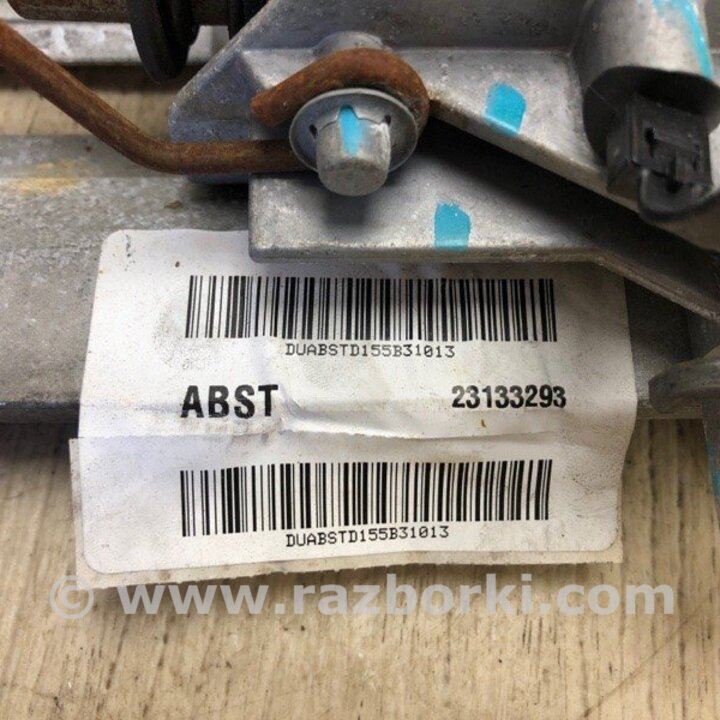 DUABSTD155B31013
ABST 23133293
DUABSTD155B31013
© www.razborki.com